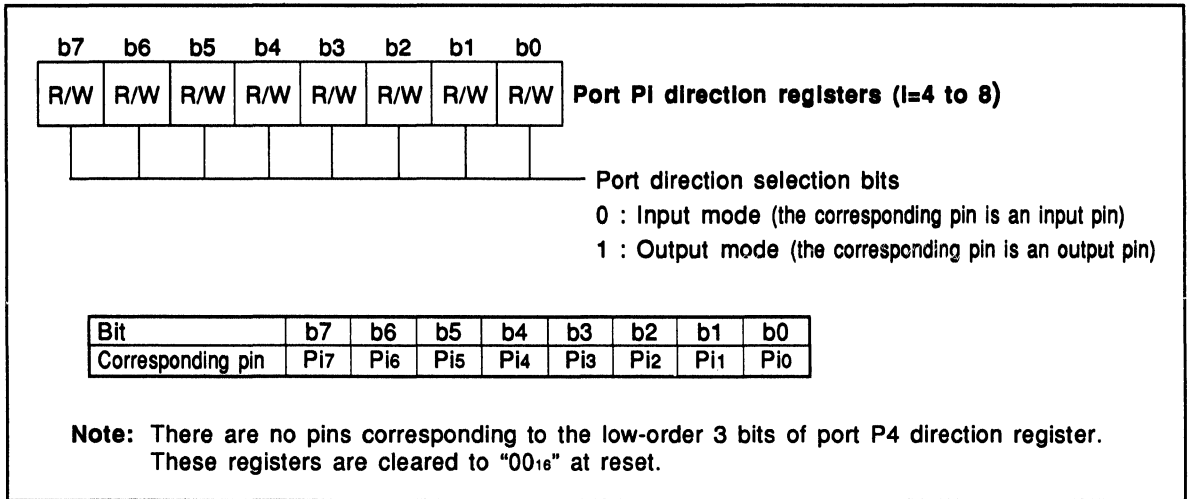 b7 b6 b5 b4 b3 b2 b1 b0
R/W R/W R/W R/W R/W R/W R/W R/W Port Pi direction registers (i=4 to 8)
Port direction selection bits
0 : Input mode (the corresponding pin is an input pin)
1 : Output mode (the corresponding pin is an output pin)
Bit b7 b6 b5 b4 b3 b2 b1 b0
Corresponding pin Pi7 Pi6 Pi5 Pi4 Pi3 Pi2 Pi1 Pi0
Note: There are no pins corresponding to the low-order 3 bits of port P4 direction register.
These registers are cleared to “00₁₆” at reset.